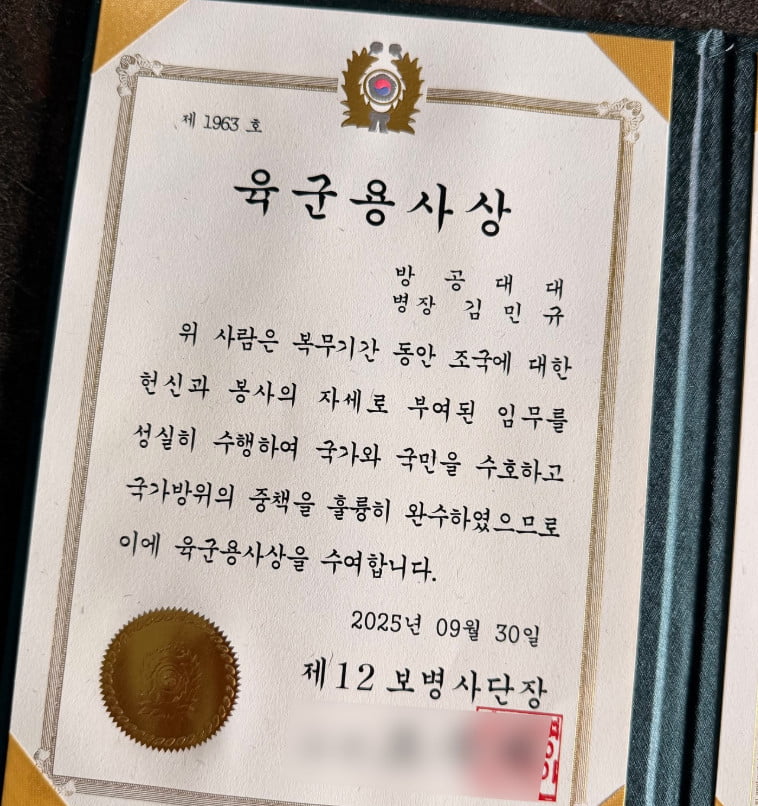 제 1963 호
육군용사상
방 공 대 대
병장 김 민 규
위 사람은 복무기간 동안 조국에 대한
헌신과 봉사의 자세로 부여된 임무를
성실히 수행하여 국가와 국민을 수호하고
국가방위의 중책을 훌륭히 완수하였으므로
이에 육군용사상을 수여합니다.
2025년 09월 30일
제12보병사단장